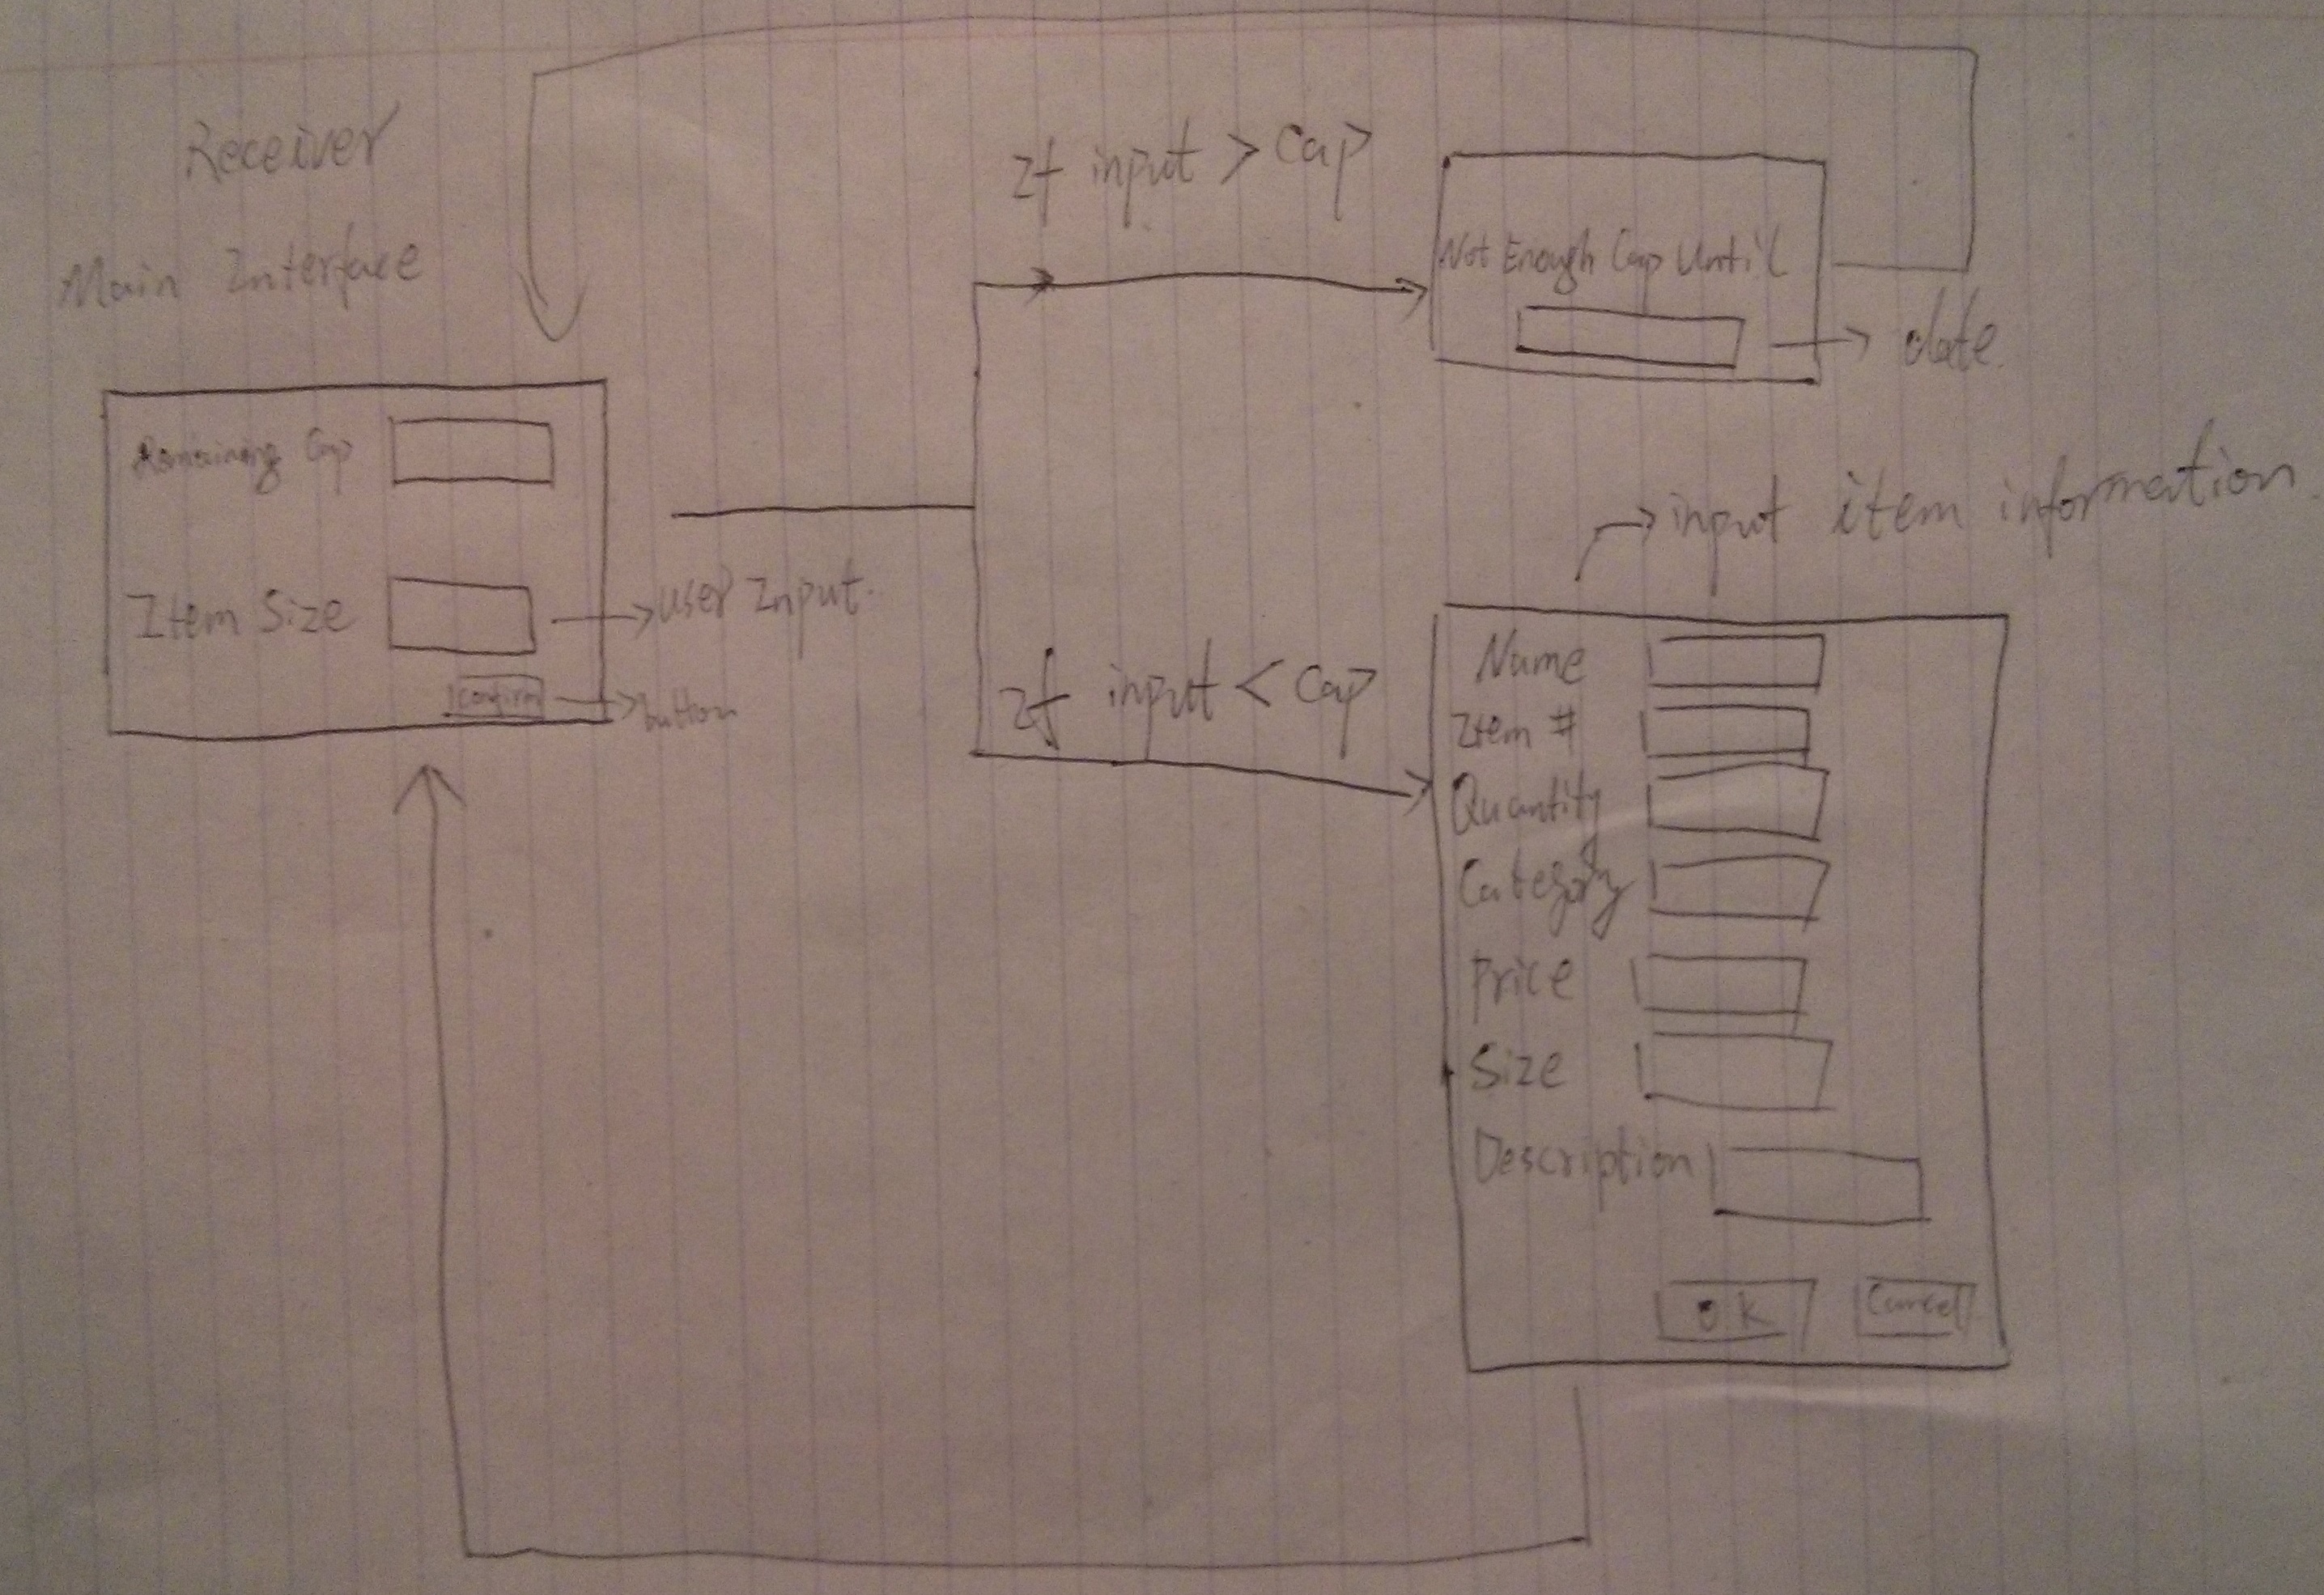 Receiver
Main Interface
Remaining Cap
Item Size
User Input.
confirm
button
If input > Cap
Not Enough Cap Until
date.
If input < Cap
input item information.
Name
Item #
Quantity
Category
Price
Size
Description
OK
Cancel